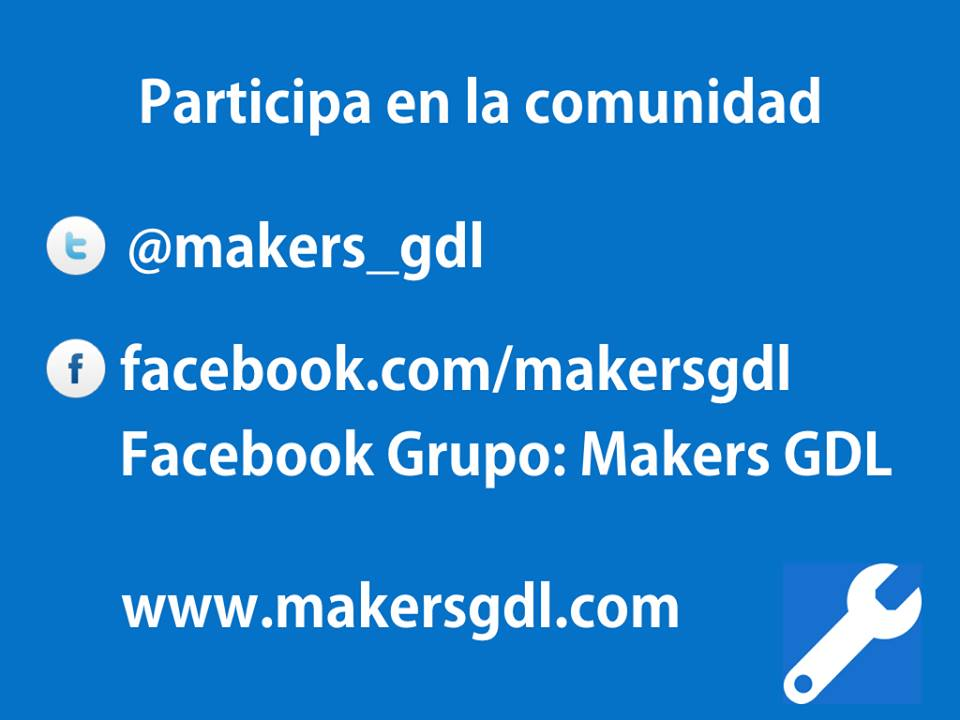 Participa en la comunidad
@makers_gdl
facebook.com/makersgdl
Facebook Grupo: Makers GDL
www.makersgdl.com